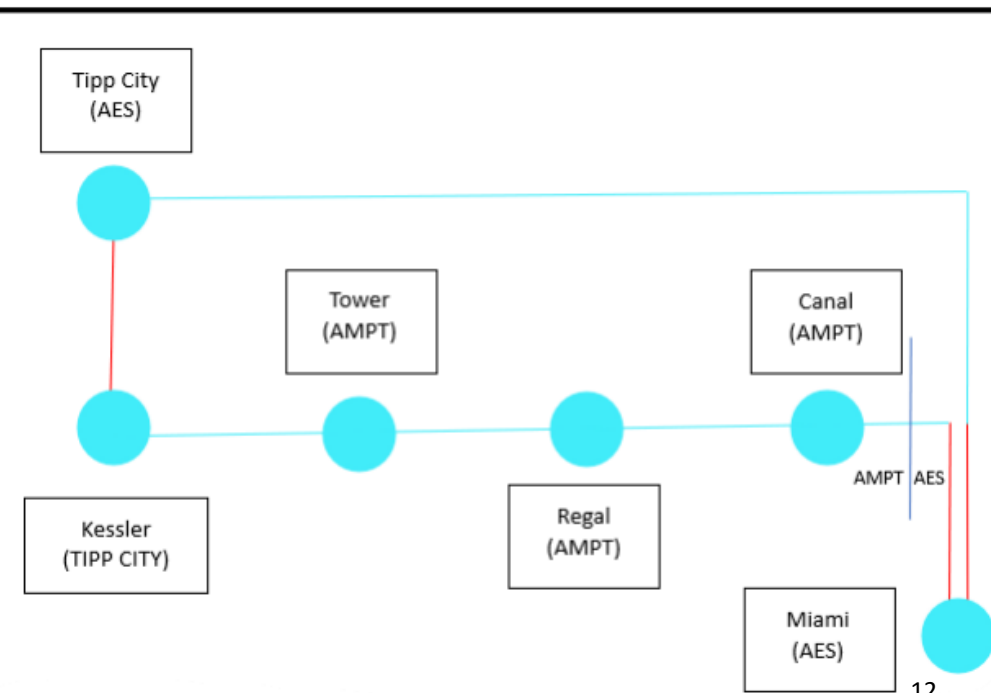 Tipp City
(AES)
Tower
(AMPT)
Canal
(AMPT)
AMPT
AES
Kessler
(TIPP CITY)
Regal
(AMPT)
Miami
(AES)
12